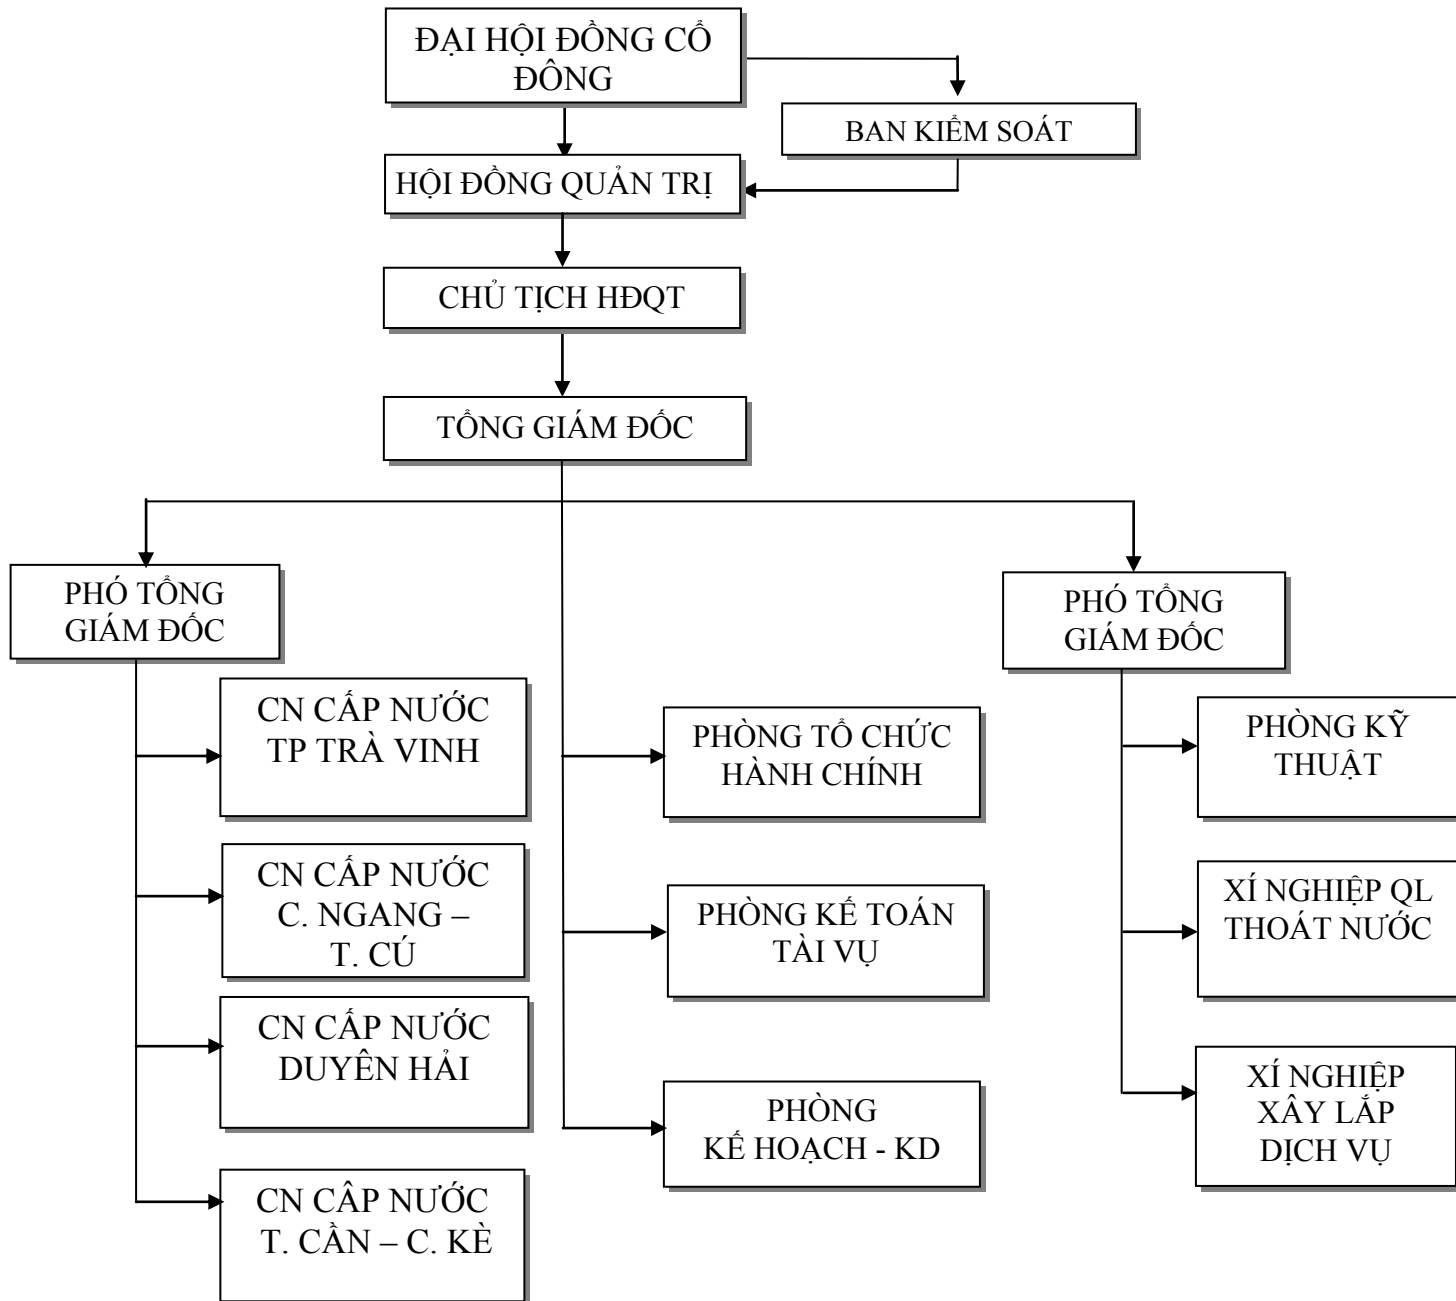 ĐẠI HỘI ĐỒNG CỔ
ĐÔNG
BAN KIỂM SOÁT
HỘI ĐỒNG QUẢN TRỊ
CHỦ TỊCH HĐQT
TỔNG GIÁM ĐỐC
PHÓ TỔNG
GIÁM ĐỐC
PHÓ TỔNG
GIÁM ĐỐC
CN CẤP NƯỚC
TP TRÀ VINH
CN CẤP NƯỚC
C. NGANG –
T. CÚ
CN CẤP NƯỚC
DUYÊN HẢI
CN CÂP NƯỚC
T. CẦN – C. KÈ
PHÒNG TỔ CHỨC
HÀNH CHÍNH
PHÒNG KẾ TOÁN
TÀI VỤ
PHÒNG
KẾ HOẠCH - KD
PHÒNG KỸ
THUẬT
XÍ NGHIỆP QL
THOÁT NƯỚC
XÍ NGHIỆP
XÂY LẮP
DỊCH VỤ